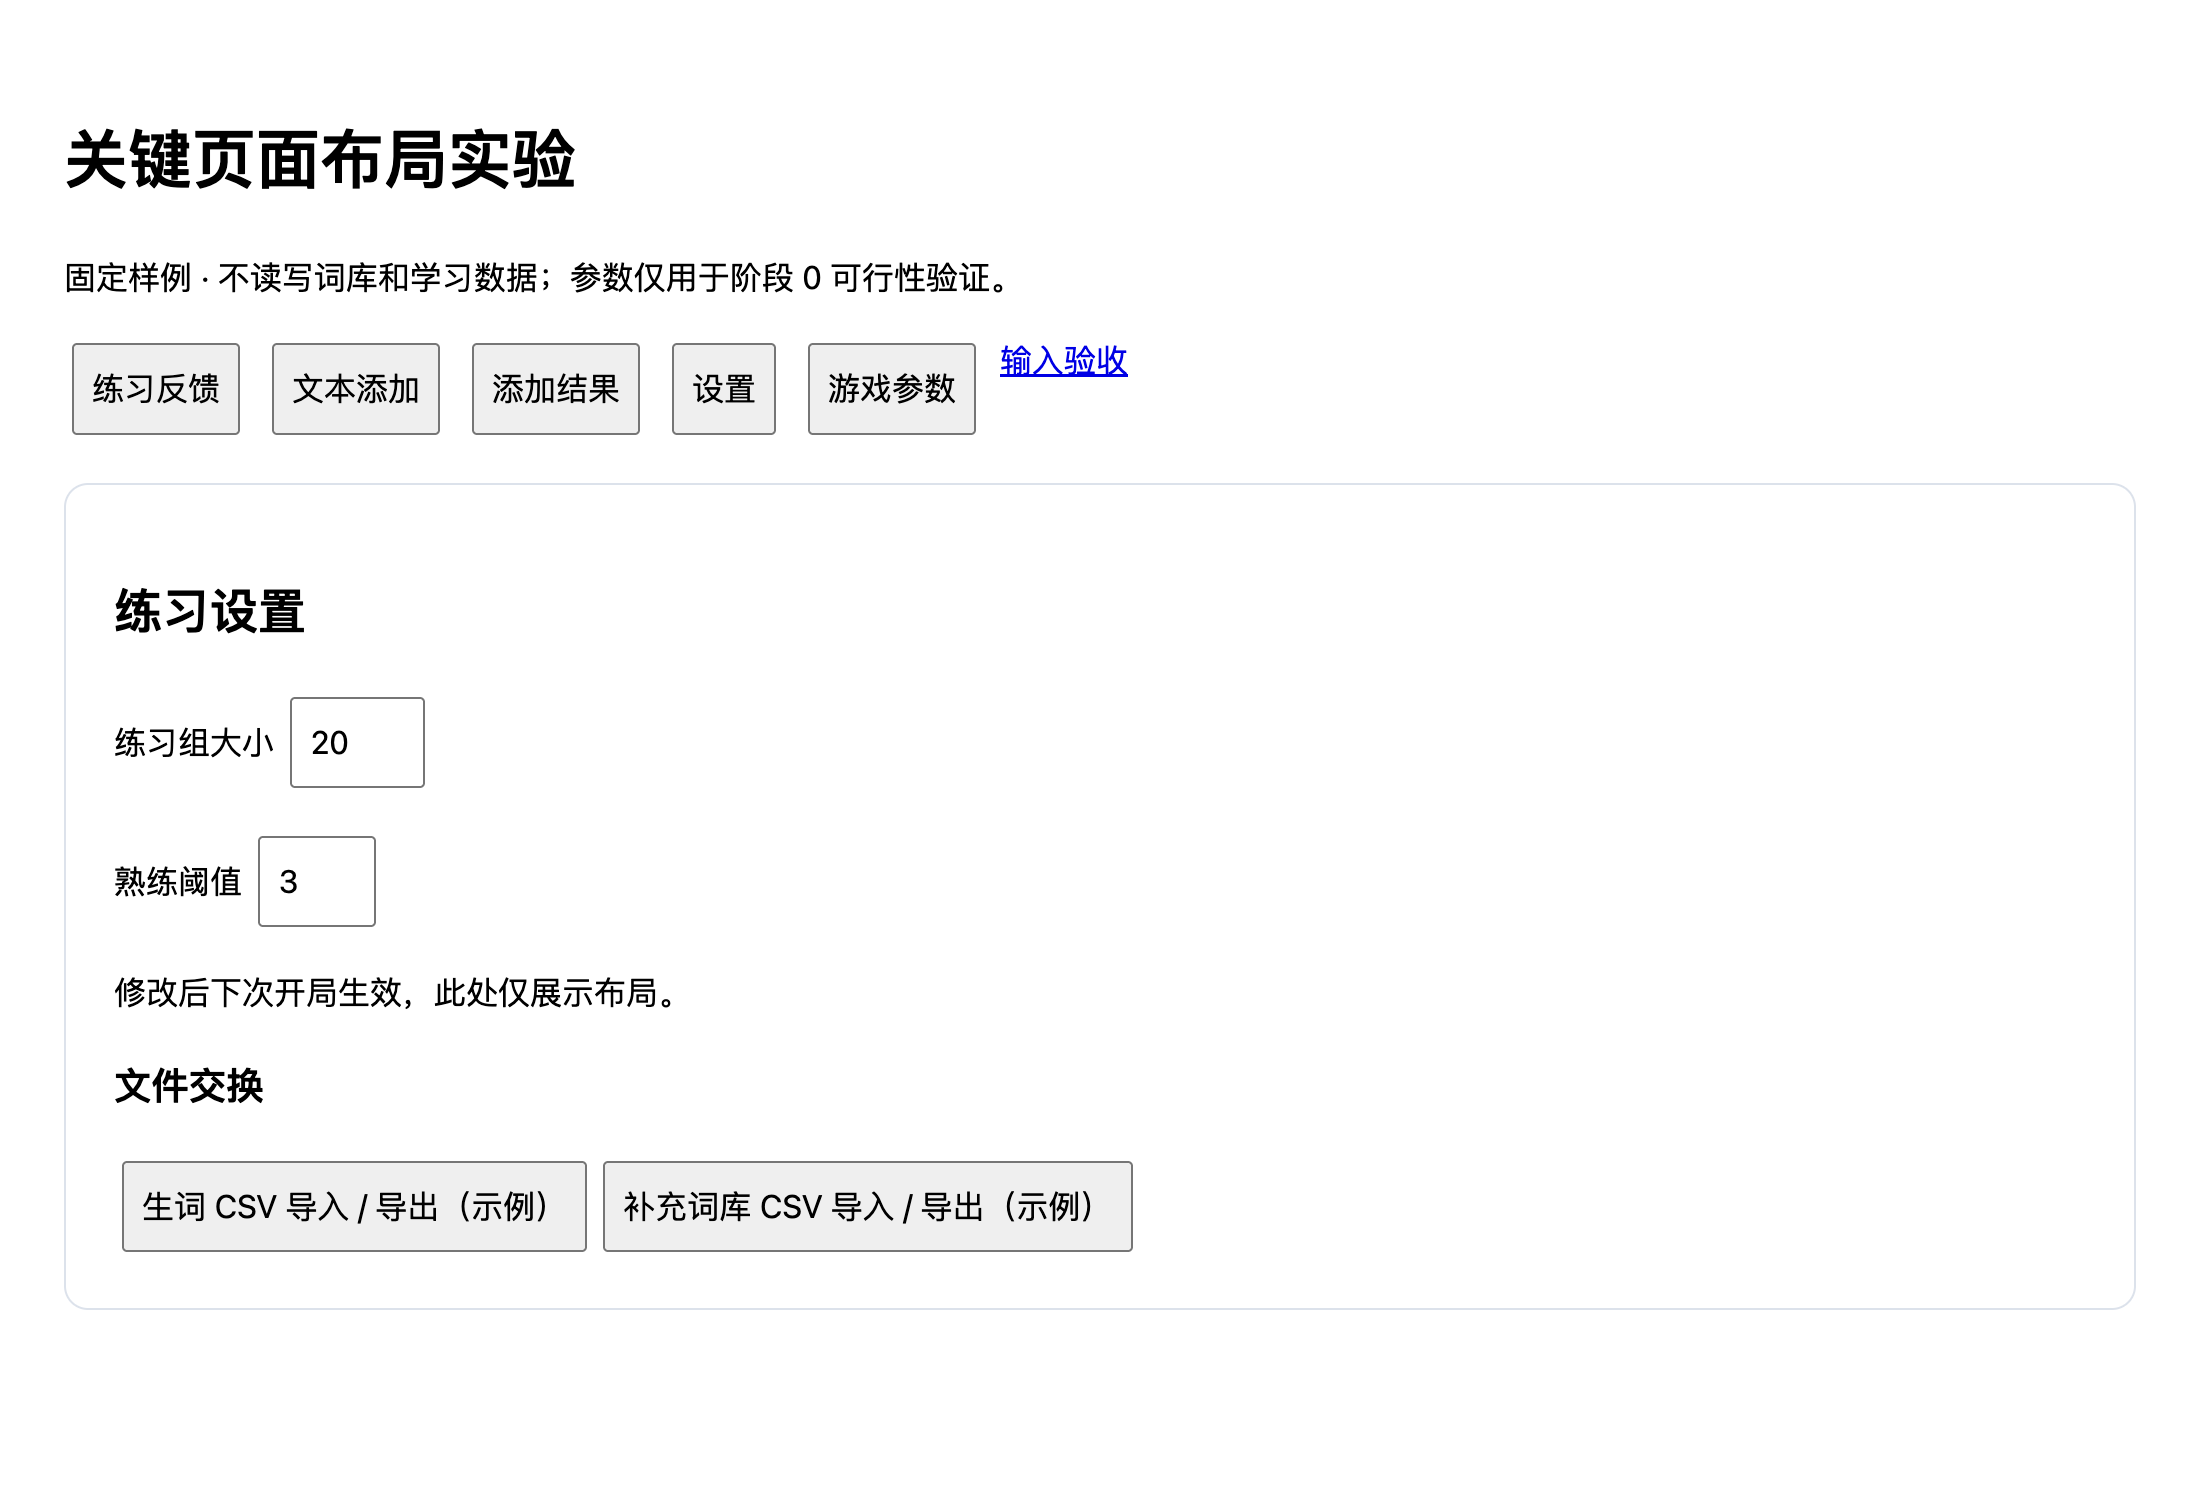 关键页面布局实验
固定样例 · 不读写词库和学习数据；参数仅用于阶段 0 可行性验证。
练习反馈 文本添加 添加结果 设置 游戏参数 输入验收
练习设置
练习组大小 20
熟练阈值 3
修改后下次开局生效，此处仅展示布局。
文件交换
生词 CSV 导入 / 导出（示例） 补充词库 CSV 导入 / 导出（示例）